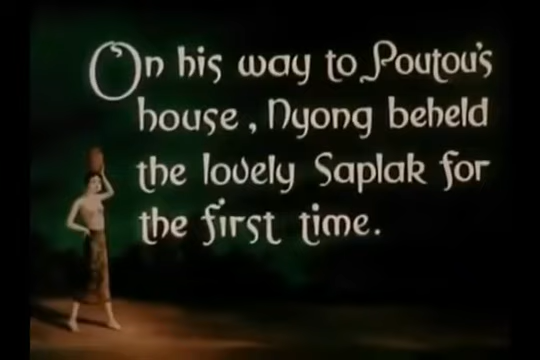 On his way to Poutou's
house, Nyong beheld
the lovely Saplak for
the first time.